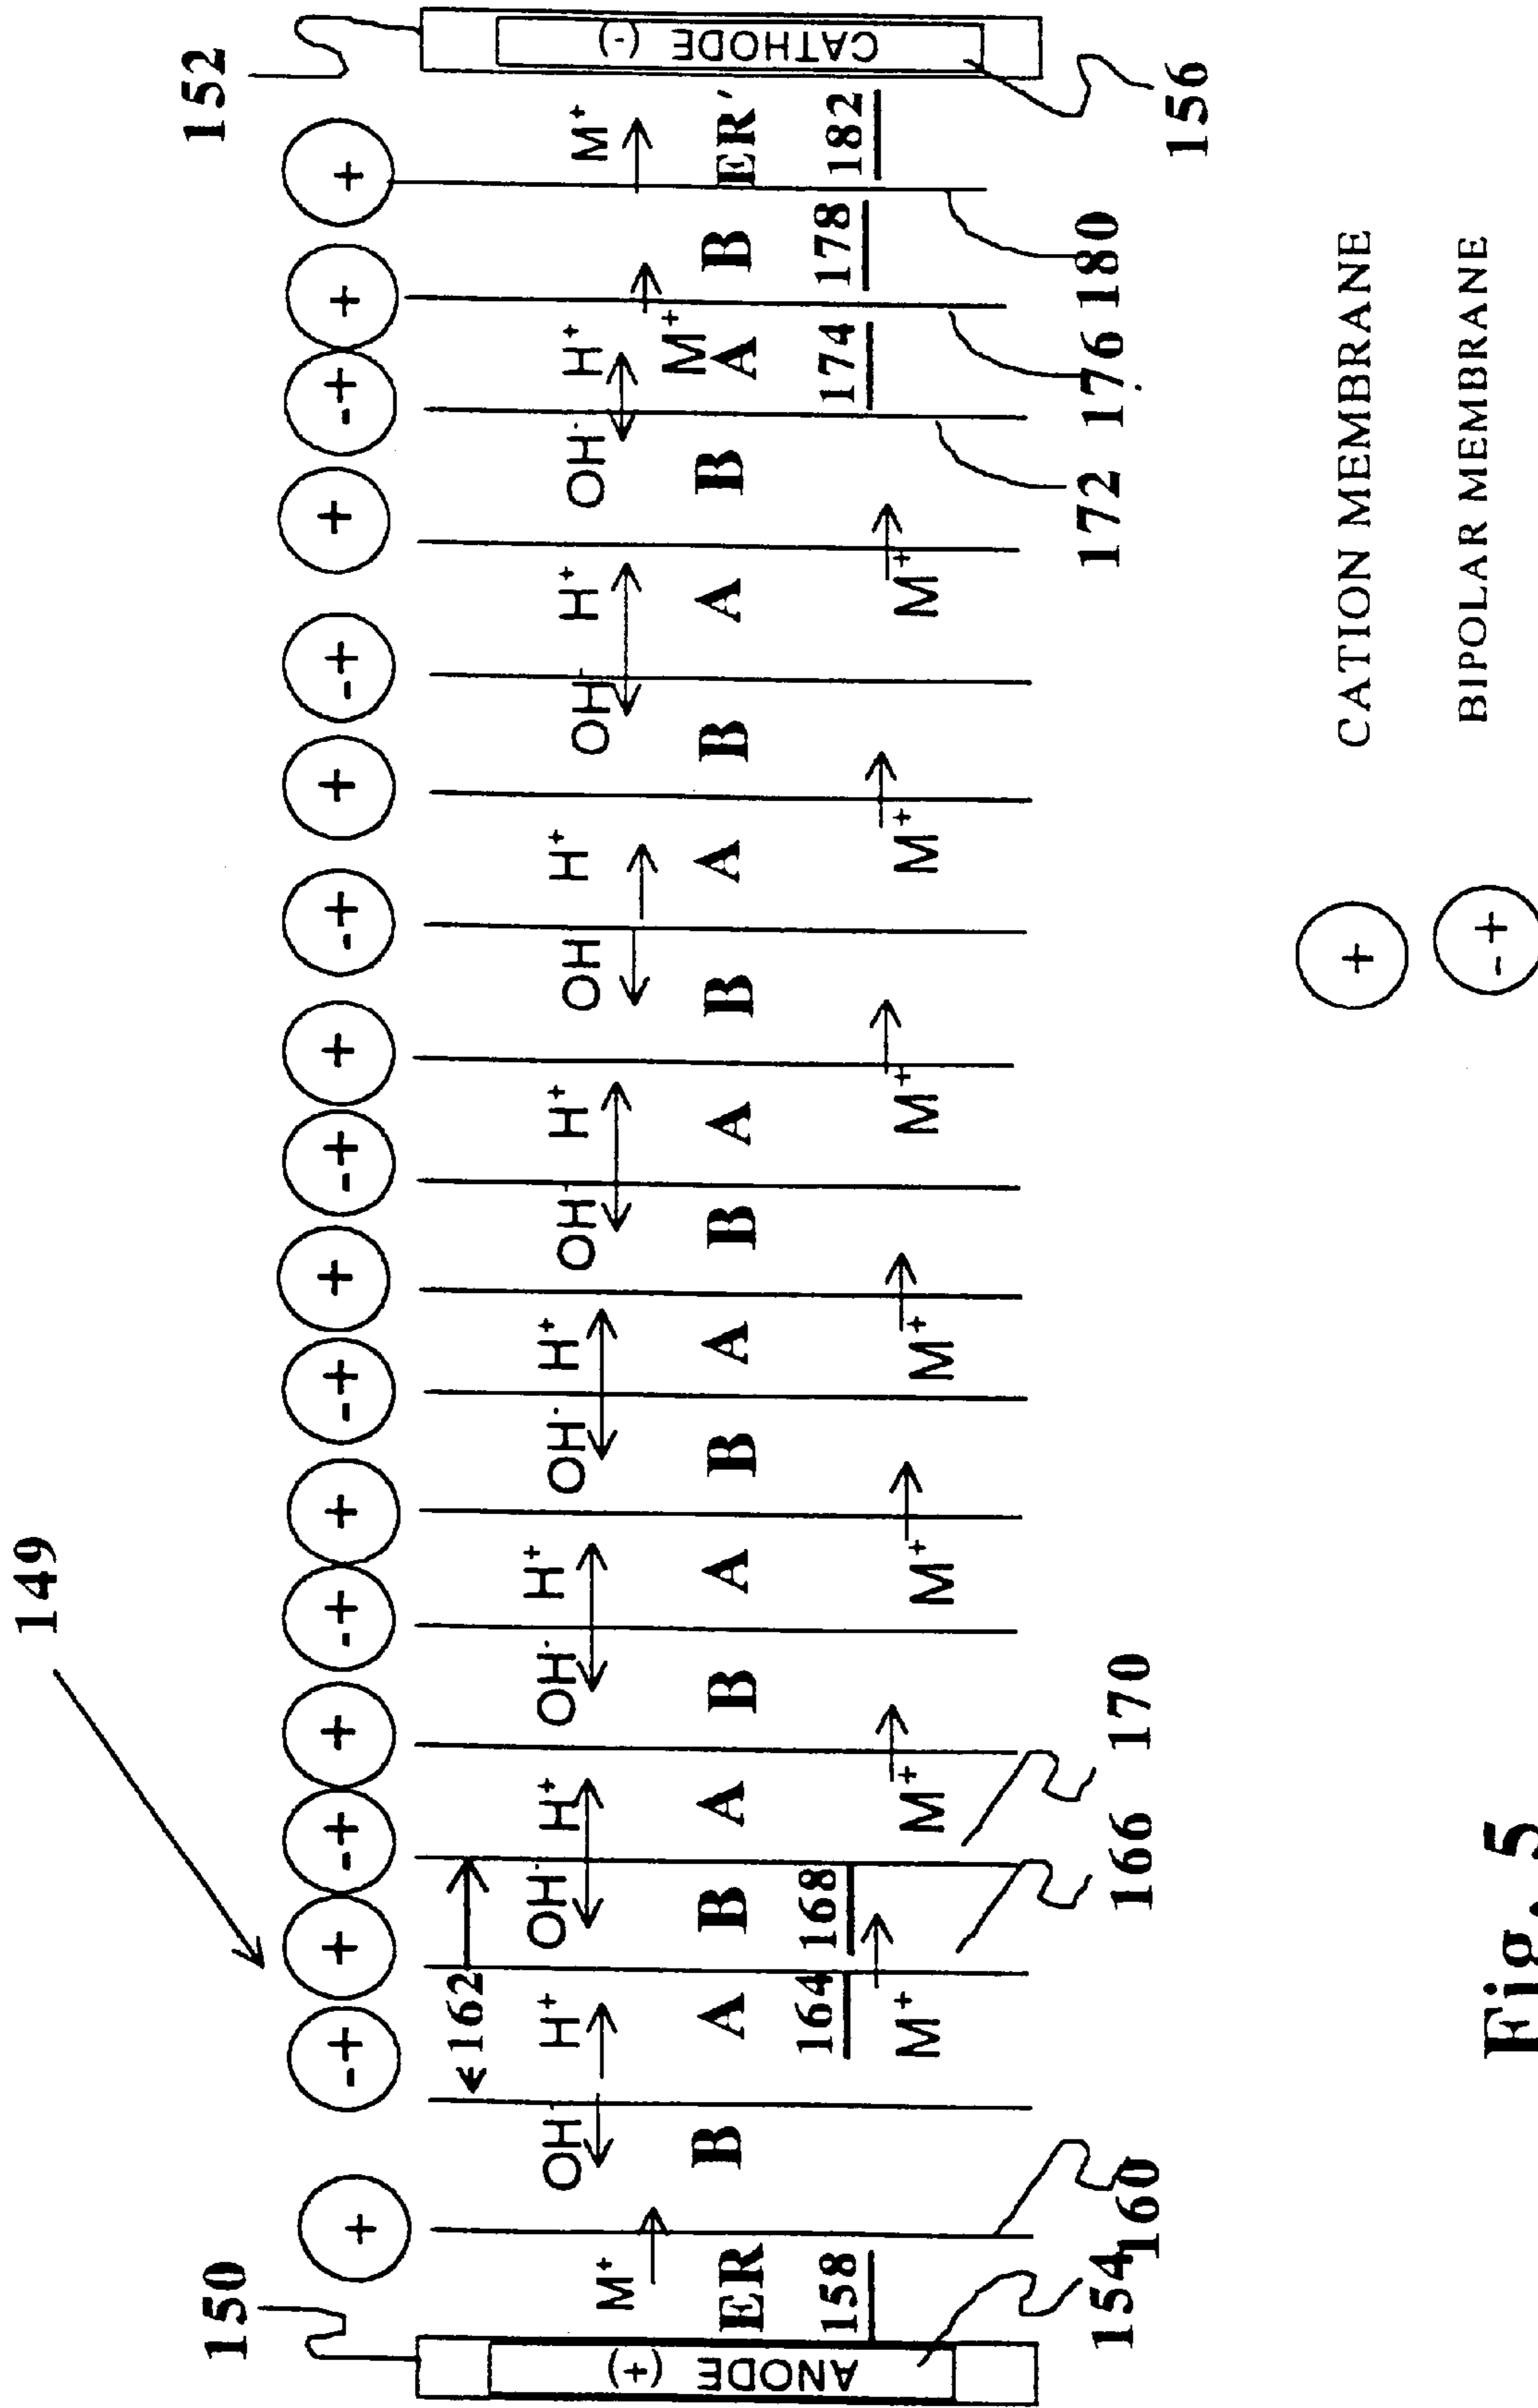 149
150 152
+ -+ + -+ + -+ + -+ + -+ + -+ + -+ + -+ + +
162
M+ OH- H+ OH- H+ OH- H+ OH- H+ OH- H+ OH H+ OH- H+ OH- H+ M+ M+
ER B A B A B A B A B A B A B A B A B ER'
158 164 168 174 178 182
ANODE (+) CATHODE (-)
M+ M+ M+ M+ M+ M+ M+
154 160 166 170 172 176 180 156
+ CATION MEMBRANE
-+ BIPOLAR MEMBRANE
Fig. 5